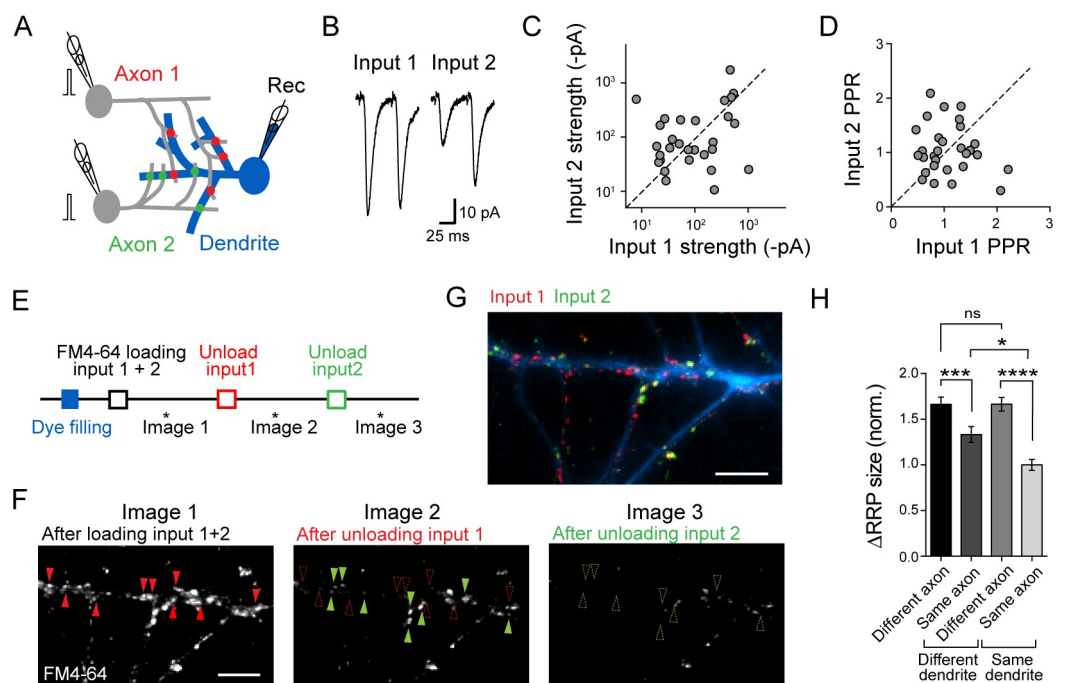 A
Axon 1
Rec
Axon 2
Dendrite
B
Input 1 Input 2
10 pA
25 ms
C
Input 2 strength (-pA)
10³
10²
10¹
10¹ 10² 10³
Input 1 strength (-pA)
D
Input 2 PPR
3
2
1
0
0 1 2 3
Input 1 PPR
E
FM4-64 loading
input 1 + 2
Unload
input1
Unload
input2
* * *
Dye filling
Image 1
Image 2
Image 3
F
Image 1
After loading input 1+2
FM4-64
Image 2
After unloading input 1
Image 3
After unloading input 2
G
Input 1 Input 2
H
ns
*
*** ****
ΔRRP size (norm.)
2.0
1.5
1.0
0.5
0.0
Different axon
Same axon
Different axon
Same axon
Different
dendrite
Same
dendrite